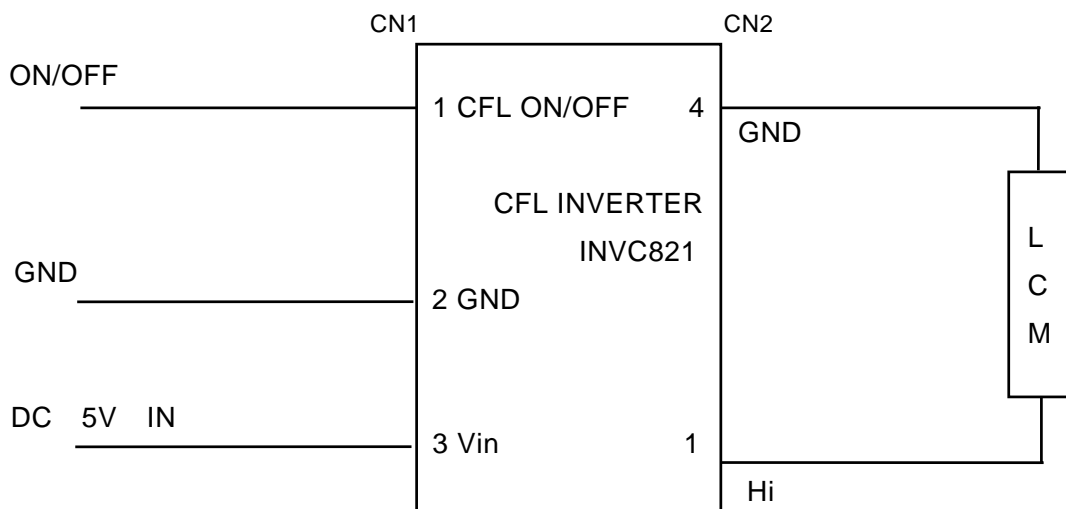 CN1 CN2
ON/OFF
1 CFL ON/OFF 4
GND
CFL INVERTER
INVC821
L
C
M
GND
2 GND
DC 5V IN
3 Vin 1
Hi